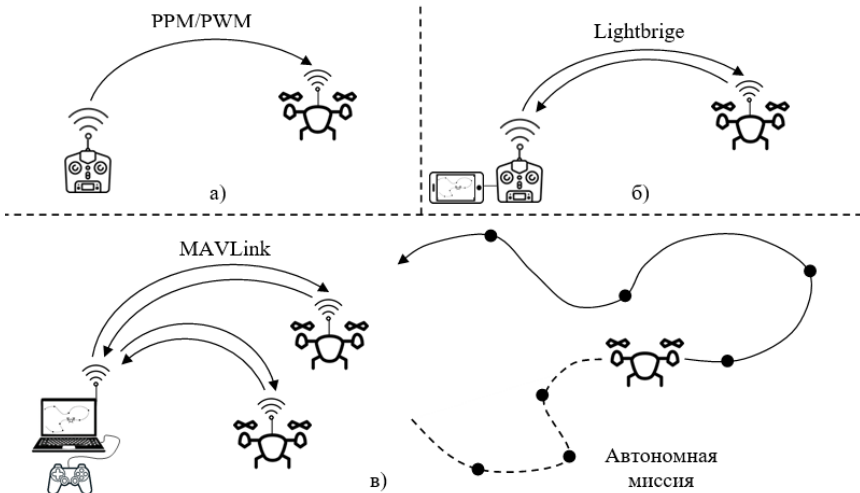 PPM/PWM
а)
Lightbrige
б)
MAVLink
Автономная
миссия
в)